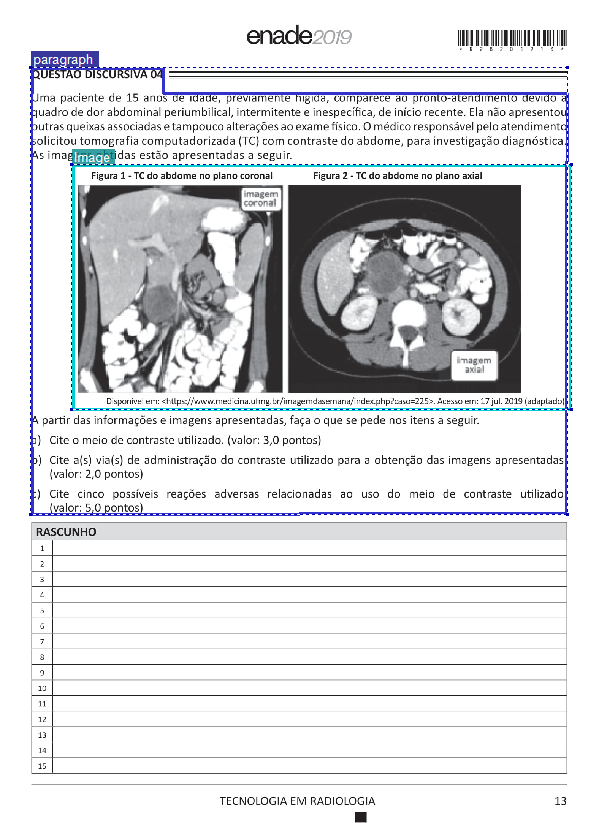 enade2019
paragraph
QUESTÃO DISCURSIVA 04
Uma paciente de 15 anos de idade, previamente hígida, comparece ao pronto-atendimento devido a
quadro de dor abdominal periumbilical, intermitente e inespecífica, de início recente. Ela não apresentou
outras queixas associadas e tampouco alterações ao exame físico. O médico responsável pelo atendimento
solicitou tomografia computadorizada (TC) com contraste do abdome, para investigação diagnóstica.
As estão apresentadas a seguir.
Image
Figura 1 - TC do abdome no plano coronal
Figura 2 - TC do abdome no plano axial
imagem
coronal
imagem
axial
Disponível em: <https://www.medicina.ufmg.br/imagemdasemana/index.php?caso=225>. Acesso em: 17 jul. 2019 (adaptado).
A partir das informações e imagens apresentadas, faça o que se pede nos itens a seguir.
a) Cite o meio de contraste utilizado. (valor: 3,0 pontos)
b) Cite a(s) via(s) de administração do contraste utilizado para a obtenção das imagens apresentadas.
(valor: 2,0 pontos)
c) Cite cinco possíveis reações adversas relacionadas ao uso do meio de contraste utilizado.
(valor: 5,0 pontos)
RASCUNHO
1
2
3
4
5
6
7
8
9
10
11
12
13
14
15
TECNOLOGIA EM RADIOLOGIA
13